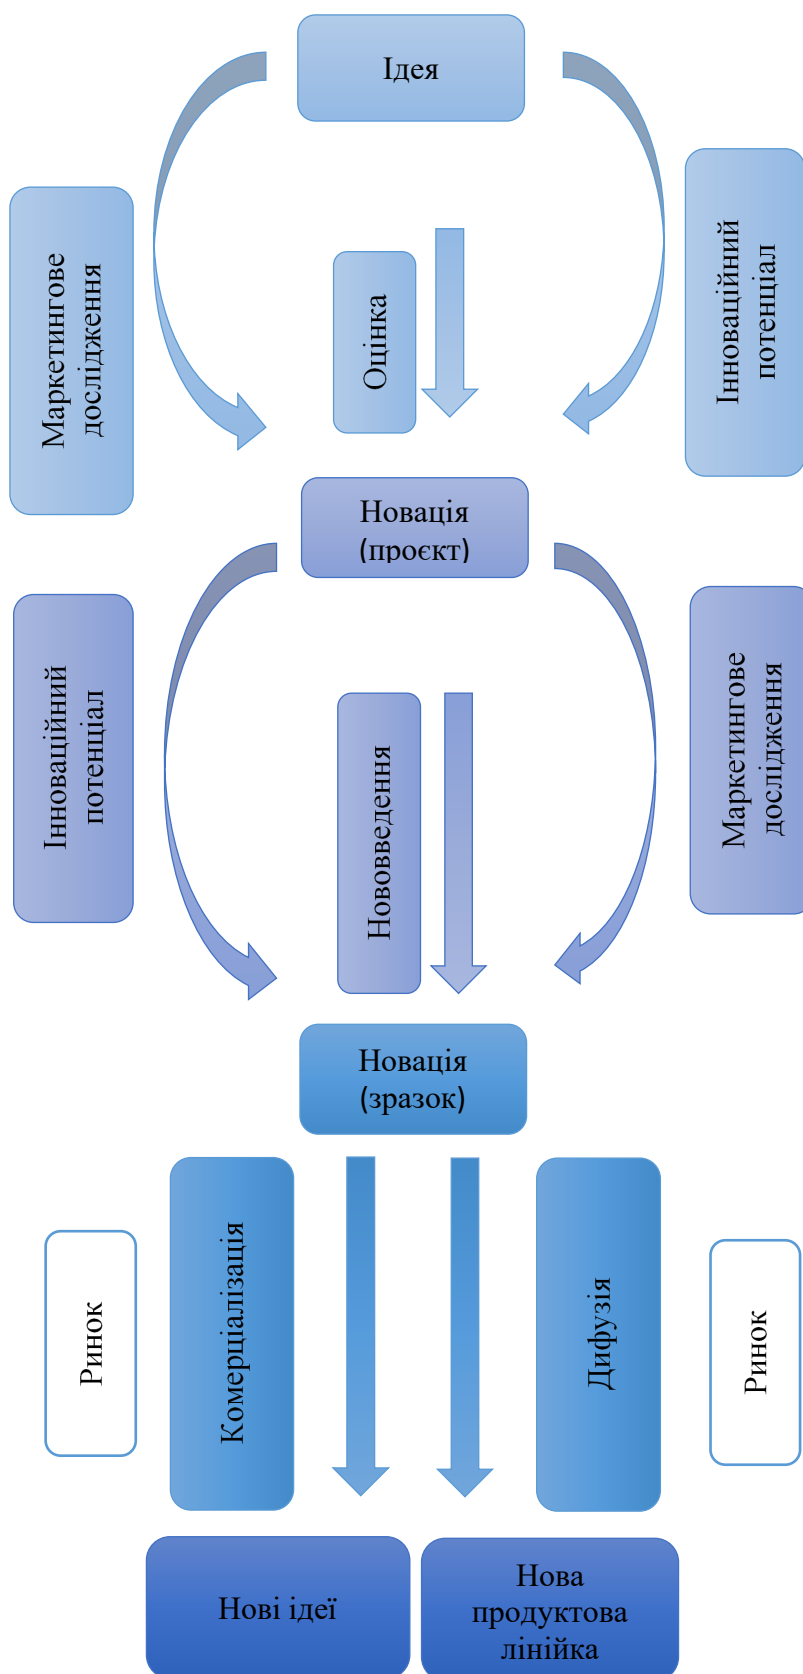 Ідея
Маркетингове
дослідження
Оцінка
Інноваційний
потенціал
Новація
(проєкт)
Інноваційний
потенціал
Нововведення
Маркетингове
дослідження
Новація
(зразок)
Ринок
Комерціалізація
Дифузія
Ринок
Нові ідеї
Нова
продуктова
лінійка